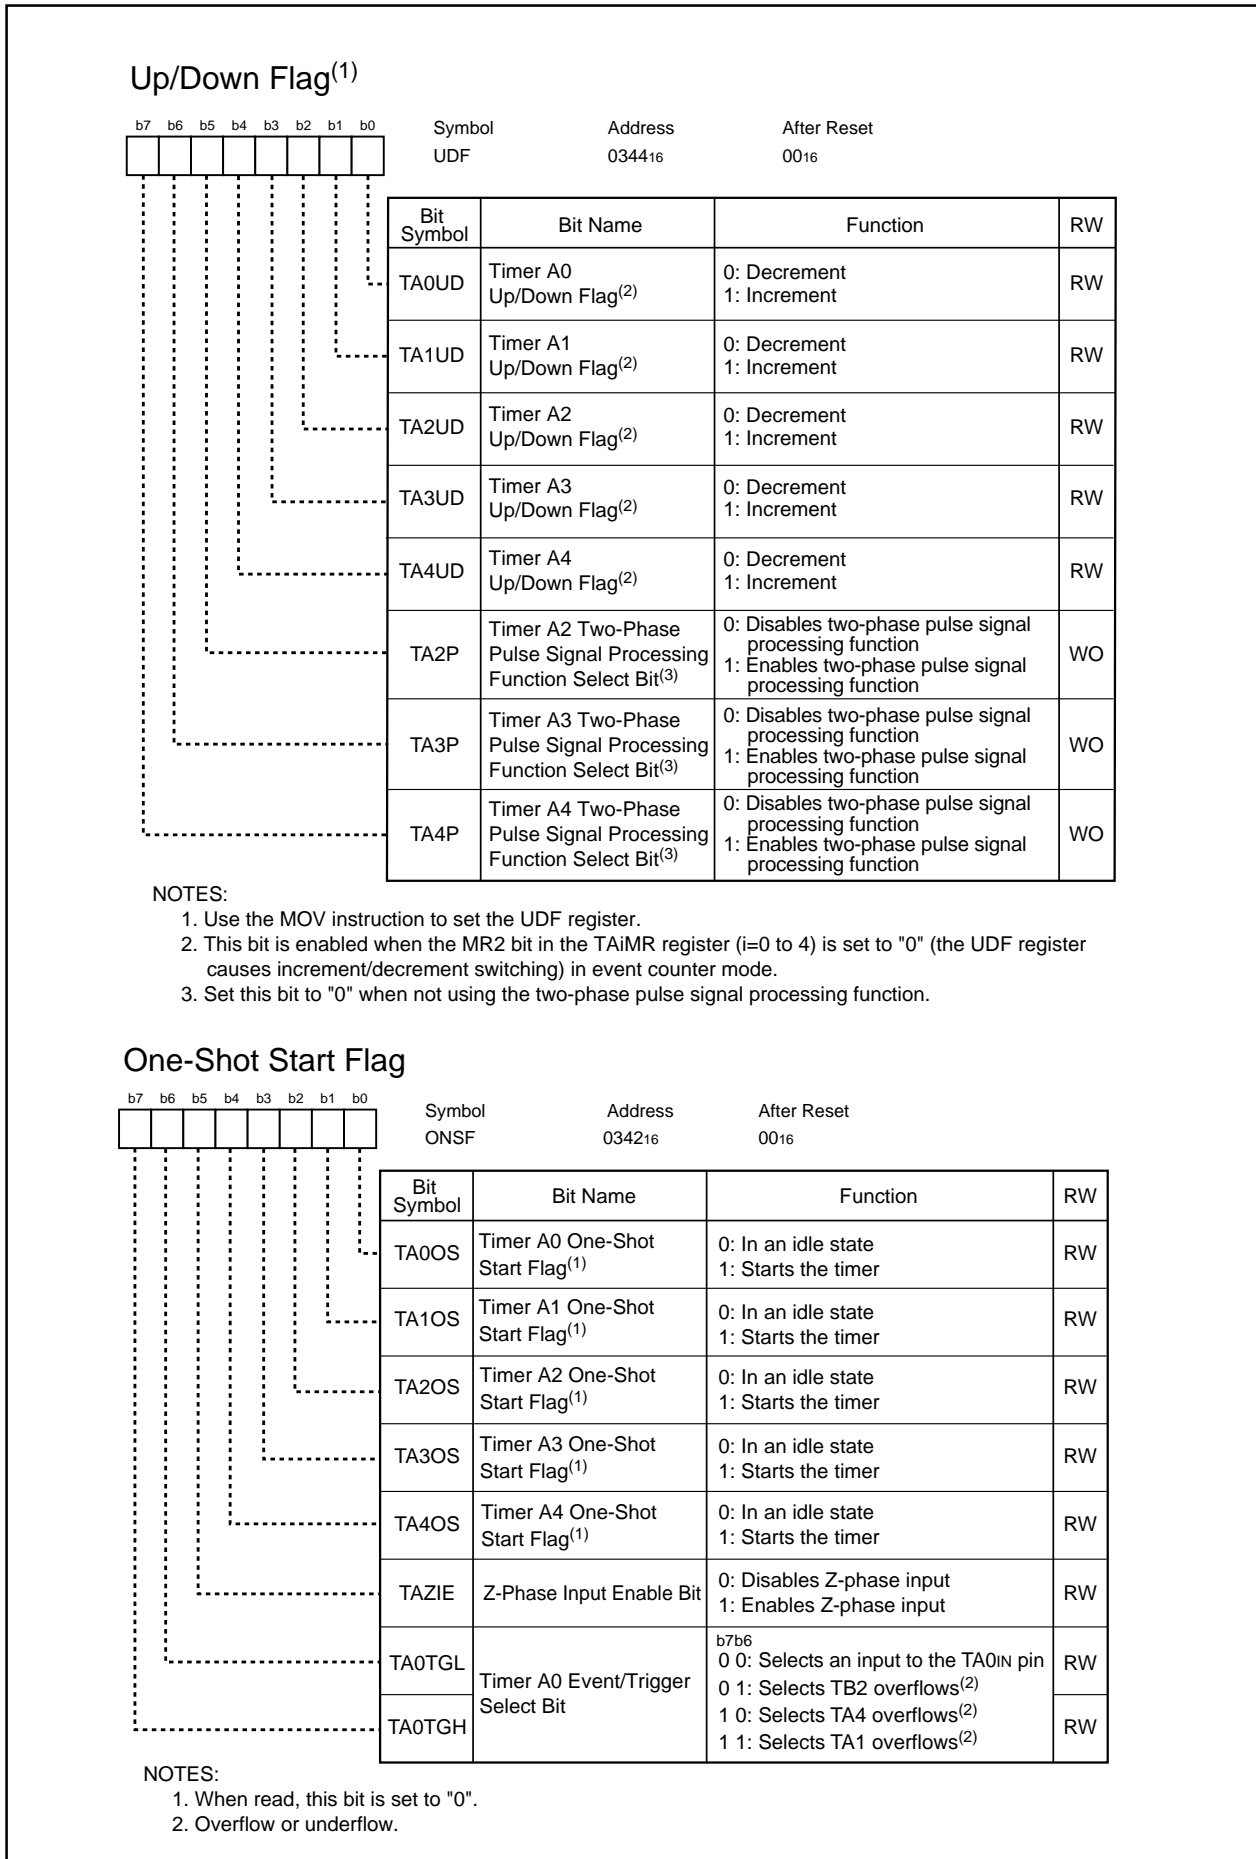 Up/Down Flag(1)
b7 b6 b5 b4 b3 b2 b1 b0
Symbol Address After Reset
UDF 034416 0016
Bit Symbol Bit Name Function RW
TA0UD Timer A0 Up/Down Flag(2) 0: Decrement 1: Increment RW
TA1UD Timer A1 Up/Down Flag(2) 0: Decrement 1: Increment RW
TA2UD Timer A2 Up/Down Flag(2) 0: Decrement 1: Increment RW
TA3UD Timer A3 Up/Down Flag(2) 0: Decrement 1: Increment RW
TA4UD Timer A4 Up/Down Flag(2) 0: Decrement 1: Increment RW
TA2P Timer A2 Two-Phase Pulse Signal Processing Function Select Bit(3) 0: Disables two-phase pulse signal processing function 1: Enables two-phase pulse signal processing function WO
TA3P Timer A3 Two-Phase Pulse Signal Processing Function Select Bit(3) 0: Disables two-phase pulse signal processing function 1: Enables two-phase pulse signal processing function WO
TA4P Timer A4 Two-Phase Pulse Signal Processing Function Select Bit(3) 0: Disables two-phase pulse signal processing function 1: Enables two-phase pulse signal processing function WO
NOTES:
1. Use the MOV instruction to set the UDF register.
2. This bit is enabled when the MR2 bit in the TAiMR register (i=0 to 4) is set to "0" (the UDF register
causes increment/decrement switching) in event counter mode.
3. Set this bit to "0" when not using the two-phase pulse signal processing function.
One-Shot Start Flag
b7 b6 b5 b4 b3 b2 b1 b0
Symbol Address After Reset
ONSF 034216 0016
Bit Symbol Bit Name Function RW
TA0OS Timer A0 One-Shot Start Flag(1) 0: In an idle state 1: Starts the timer RW
TA1OS Timer A1 One-Shot Start Flag(1) 0: In an idle state 1: Starts the timer RW
TA2OS Timer A2 One-Shot Start Flag(1) 0: In an idle state 1: Starts the timer RW
TA3OS Timer A3 One-Shot Start Flag(1) 0: In an idle state 1: Starts the timer RW
TA4OS Timer A4 One-Shot Start Flag(1) 0: In an idle state 1: Starts the timer RW
TAZIE Z-Phase Input Enable Bit 0: Disables Z-phase input 1: Enables Z-phase input RW
TA0TGL Timer A0 Event/Trigger Select Bit b7b6 0 0: Selects an input to the TA0IN pin RW
0 1: Selects TB2 overflows(2)
TA0TGH 1 0: Selects TA4 overflows(2) RW
1 1: Selects TA1 overflows(2)
NOTES:
1. When read, this bit is set to "0".
2. Overflow or underflow.